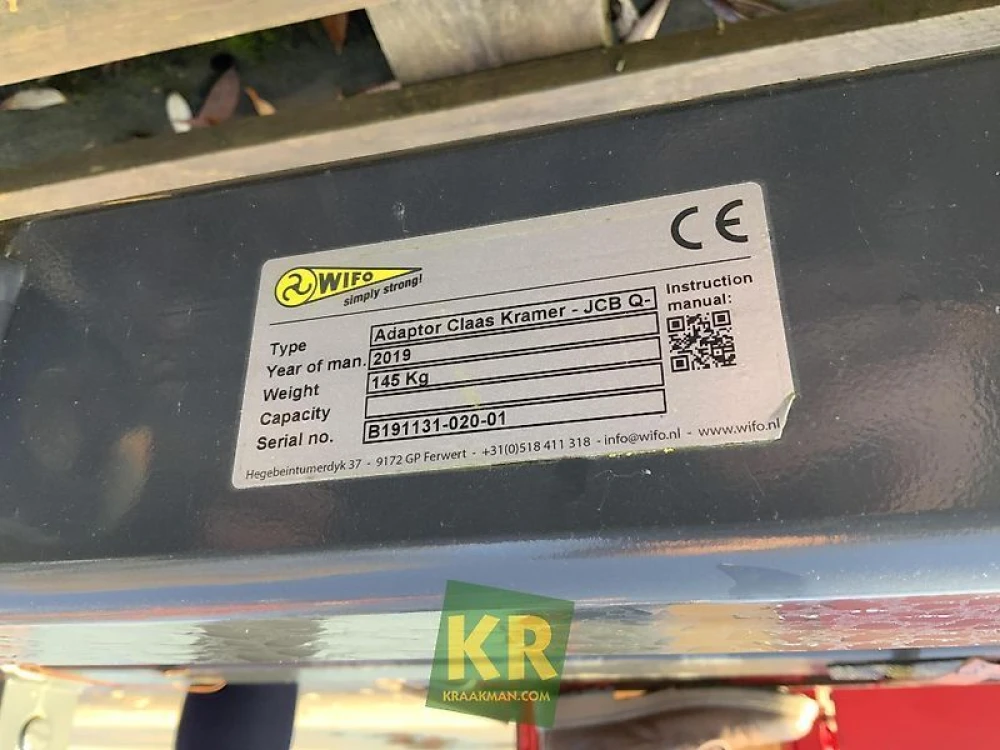 CE
WIFO
simply strong!
Instruction
manual:
Type Adaptor Claas Kramer - JCB Q-
Year of man. 2019
Weight 145 Kg
Capacity
Serial no. B191131-020-01
Hegebeintumerdyk 37 - 9172 GP Ferwert - +31(0)518 411 318 - info@wifo.nl - www.wifo.nl
KR
KRAAKMAN.COM